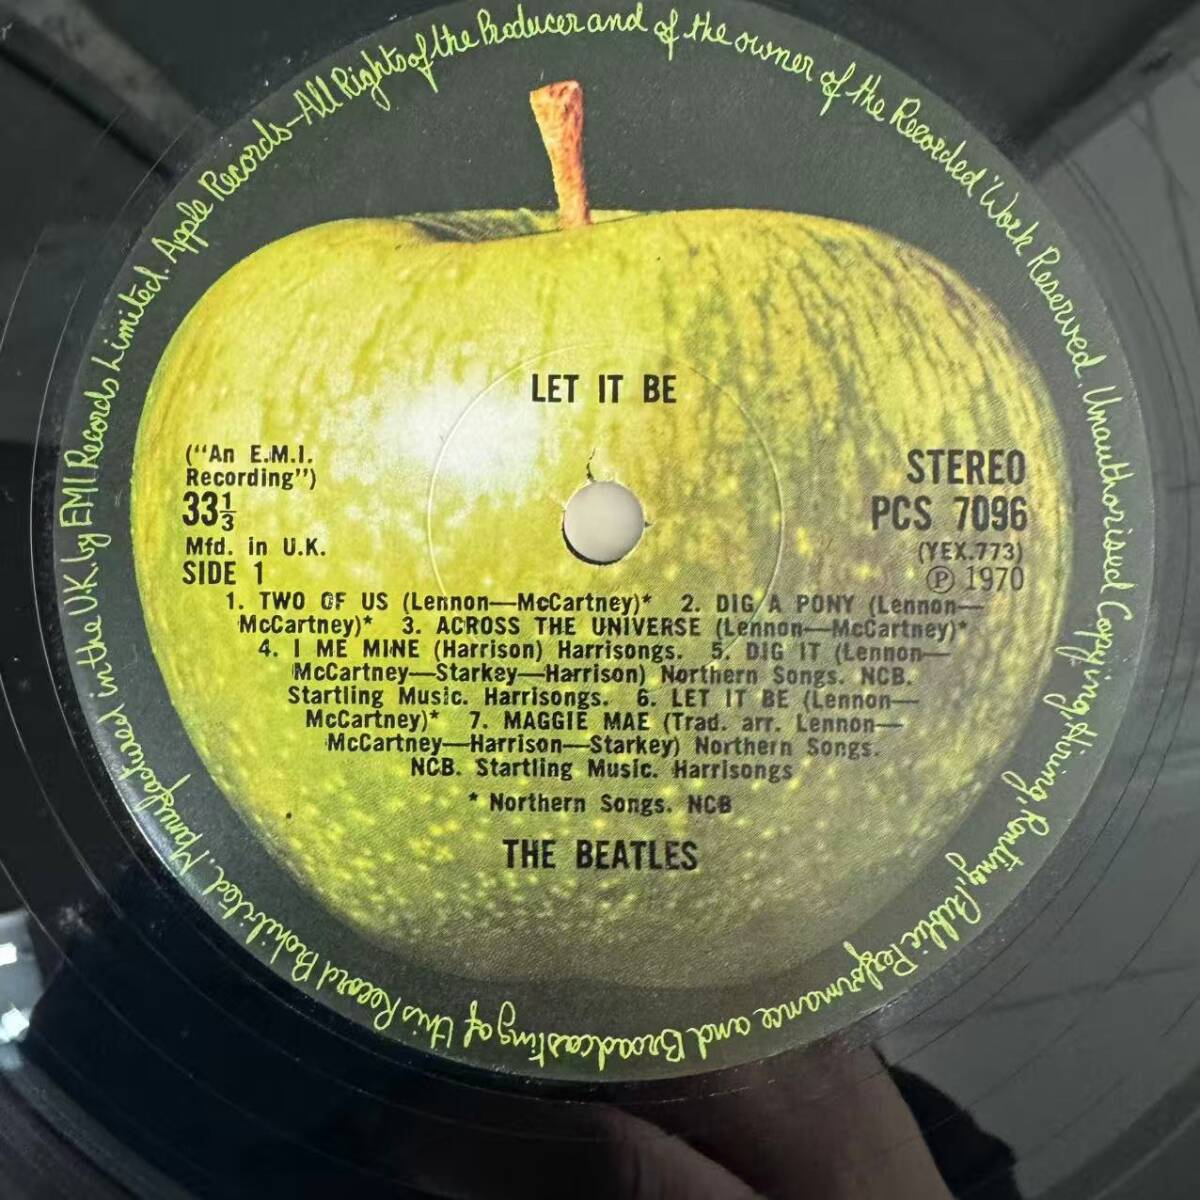 Manufactured in the U.K. by EMI Records Limited. Apple Records—All Rights of the Producer and of the owner of the Recorded Work Reserved. Unauthorised Copying, Hiring, Renting, Public Performance and Broadcasting of this Record Prohibited.
LET IT BE
("An E.M.I.
Recording")
33⅓
Mfd. in U.K.
SIDE 1
STEREO
PCS 7096
(YEX.773)
℗ 1970
1. TWO OF US (Lennon—McCartney)* 2. DIG A PONY (Lennon—
McCartney)* 3. ACROSS THE UNIVERSE (Lennon—McCartney)*
4. I ME MINE (Harrison) Harrisongs. 5. DIG IT (Lennon—
McCartney—Starkey—Harrison) Northern Songs. NCB.
Startling Music. Harrisongs. 6. LET IT BE (Lennon—
McCartney)* 7. MAGGIE MAE (Trad. arr. Lennon—
McCartney—Harrison—Starkey) Northern Songs.
NCB. Startling Music. Harrisongs
* Northern Songs. NCB
THE BEATLES